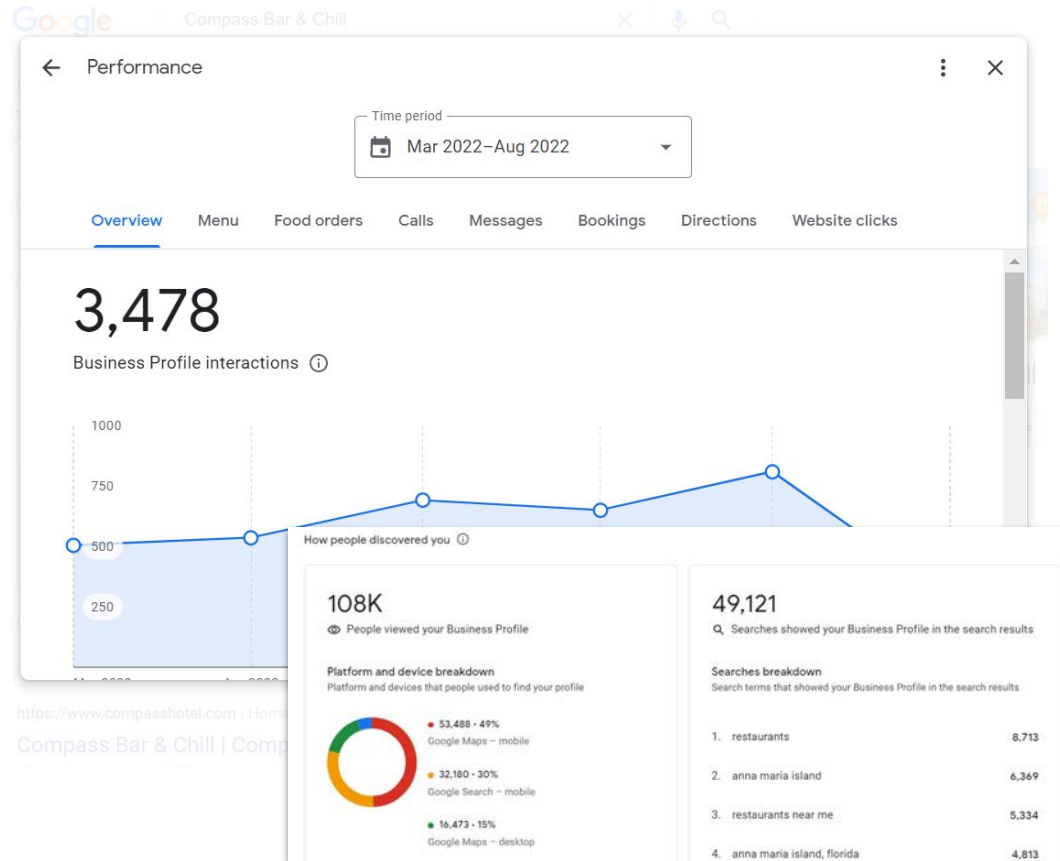 Google
Compass Bar & Chill
Performance
Time period
Mar 2022–Aug 2022
Overview
Menu
Food orders
Calls
Messages
Bookings
Directions
Website clicks
3,478
Business Profile interactions
1000
750
500
250
How people discovered you
108K
People viewed your Business Profile
Platform and device breakdown
Platform and devices that people used to find your profile
53,488 · 49%
Google Maps – mobile
32,180 · 30%
Google Search – mobile
16,473 · 15%
Google Maps – desktop
49,121
Searches showed your Business Profile in the search results
Searches breakdown
Search terms that showed your Business Profile in the search results
1. restaurants 8,713
2. anna maria island 6,369
3. restaurants near me 5,334
4. anna maria island, florida 4,813
https://www.compasshotel.com › Home
Compass Bar & Chill | Comp